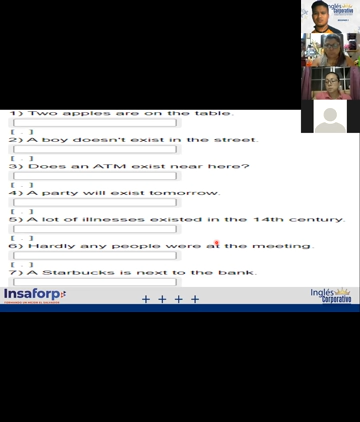 inglés
Corporativo
1) Two apples are on the table.
[ . ]
2) A boy doesn't exist in the street.
[ . ]
3) Does an ATM exist near here?
[ . ]
4) A party will exist tomorrow.
[ . ]
5) A lot of illnesses existed in the 14th century.
[ . ]
6) Hardly any people were at the meeting.
[ . ]
7) A Starbucks is next to the bank.
Insaforp
Inglés
Corporativo